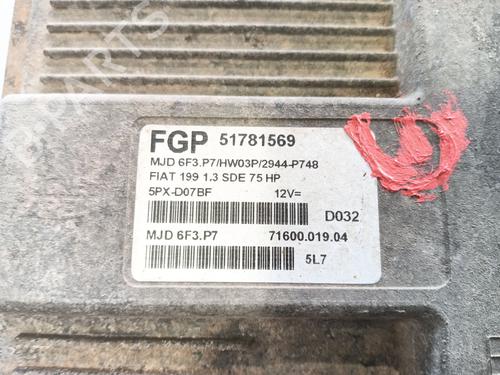 FGP 51781569
MJD 6F3.P7/HW03P/2944-P748
FIAT 199 1.3 SDE 75 HP
5PX-D07BF 12V=
D032
MJD 6F3.P7 71600.019.04
5L7